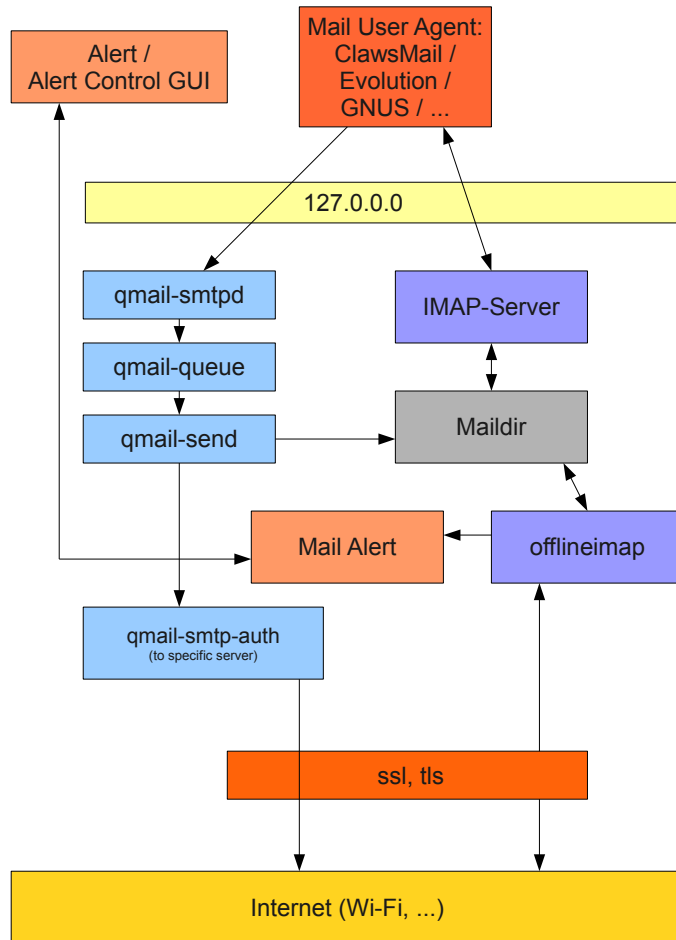 Alert /
Alert Control GUI
Mail User Agent:
ClawsMail /
Evolution /
GNUS / ...
127.0.0.0
qmail-smtpd
IMAP-Server
qmail-queue
qmail-send
Maildir
Mail Alert
offlineimap
qmail-smtp-auth
(to specific server)
ssl, tls
Internet (Wi-Fi, ...)